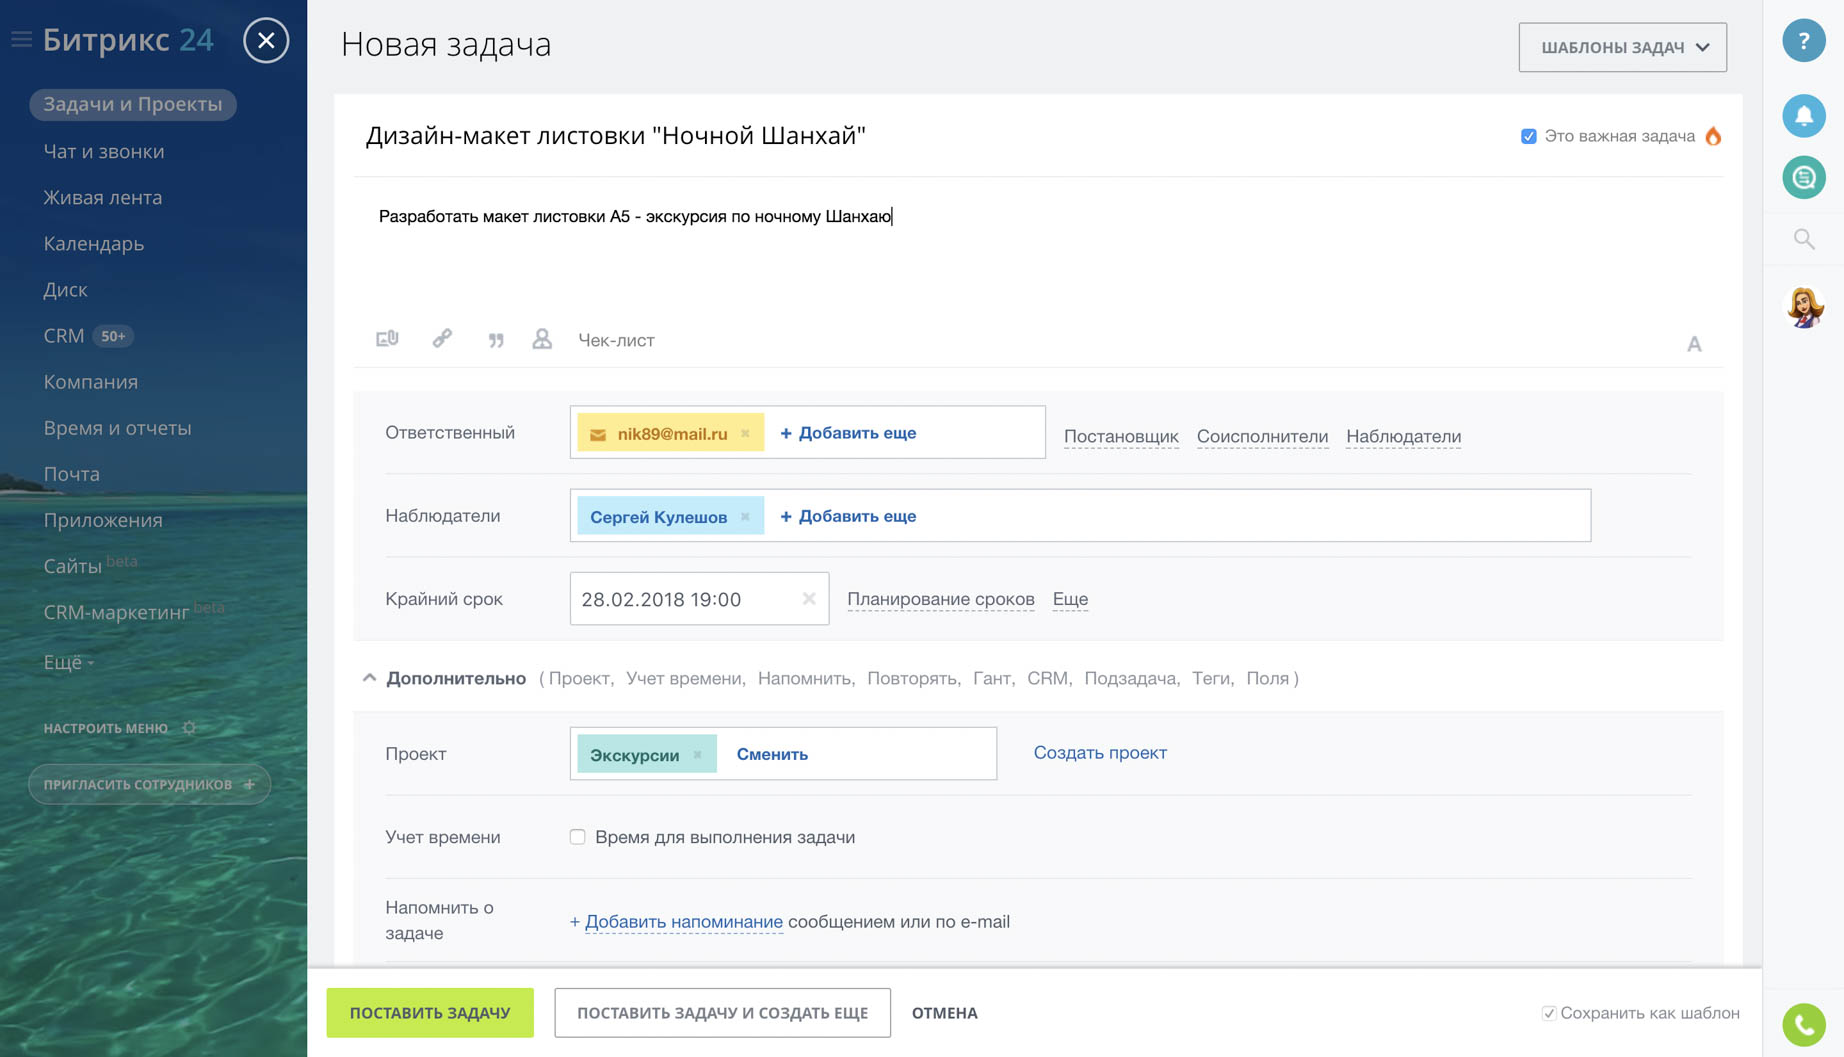 Битрикс 24
Задачи и Проекты
Чат и звонки
Живая лента
Календарь
Диск
CRM 50+
Компания
Время и отчеты
Почта
Приложения
Сайты beta
CRM-маркетинг beta
Ещё
НАСТРОИТЬ МЕНЮ
ПРИГЛАСИТЬ СОТРУДНИКОВ +
Новая задача
ШАБЛОНЫ ЗАДАЧ
?
Дизайн-макет листовки "Ночной Шанхай"
Это важная задача
Разработать макет листовки А5 - экскурсия по ночному Шанхаю
Чек-лист
A
Ответственный nik89@mail.ru × + Добавить еще Постановщик Соисполнители Наблюдатели
Наблюдатели Сергей Кулешов × + Добавить еще
Крайний срок 28.02.2018 19:00 × Планирование сроков Еще
Дополнительно ( Проект, Учет времени, Напомнить, Повторять, Гант, CRM, Подзадача, Теги, Поля )
Проект Экскурсии × Сменить Создать проект
Учет времени Время для выполнения задачи
Напомнить о
задаче
+ Добавить напоминание сообщением или по e-mail
ПОСТАВИТЬ ЗАДАЧУ ПОСТАВИТЬ ЗАДАЧУ И СОЗДАТЬ ЕЩЕ ОТМЕНА Сохранить как шаблон